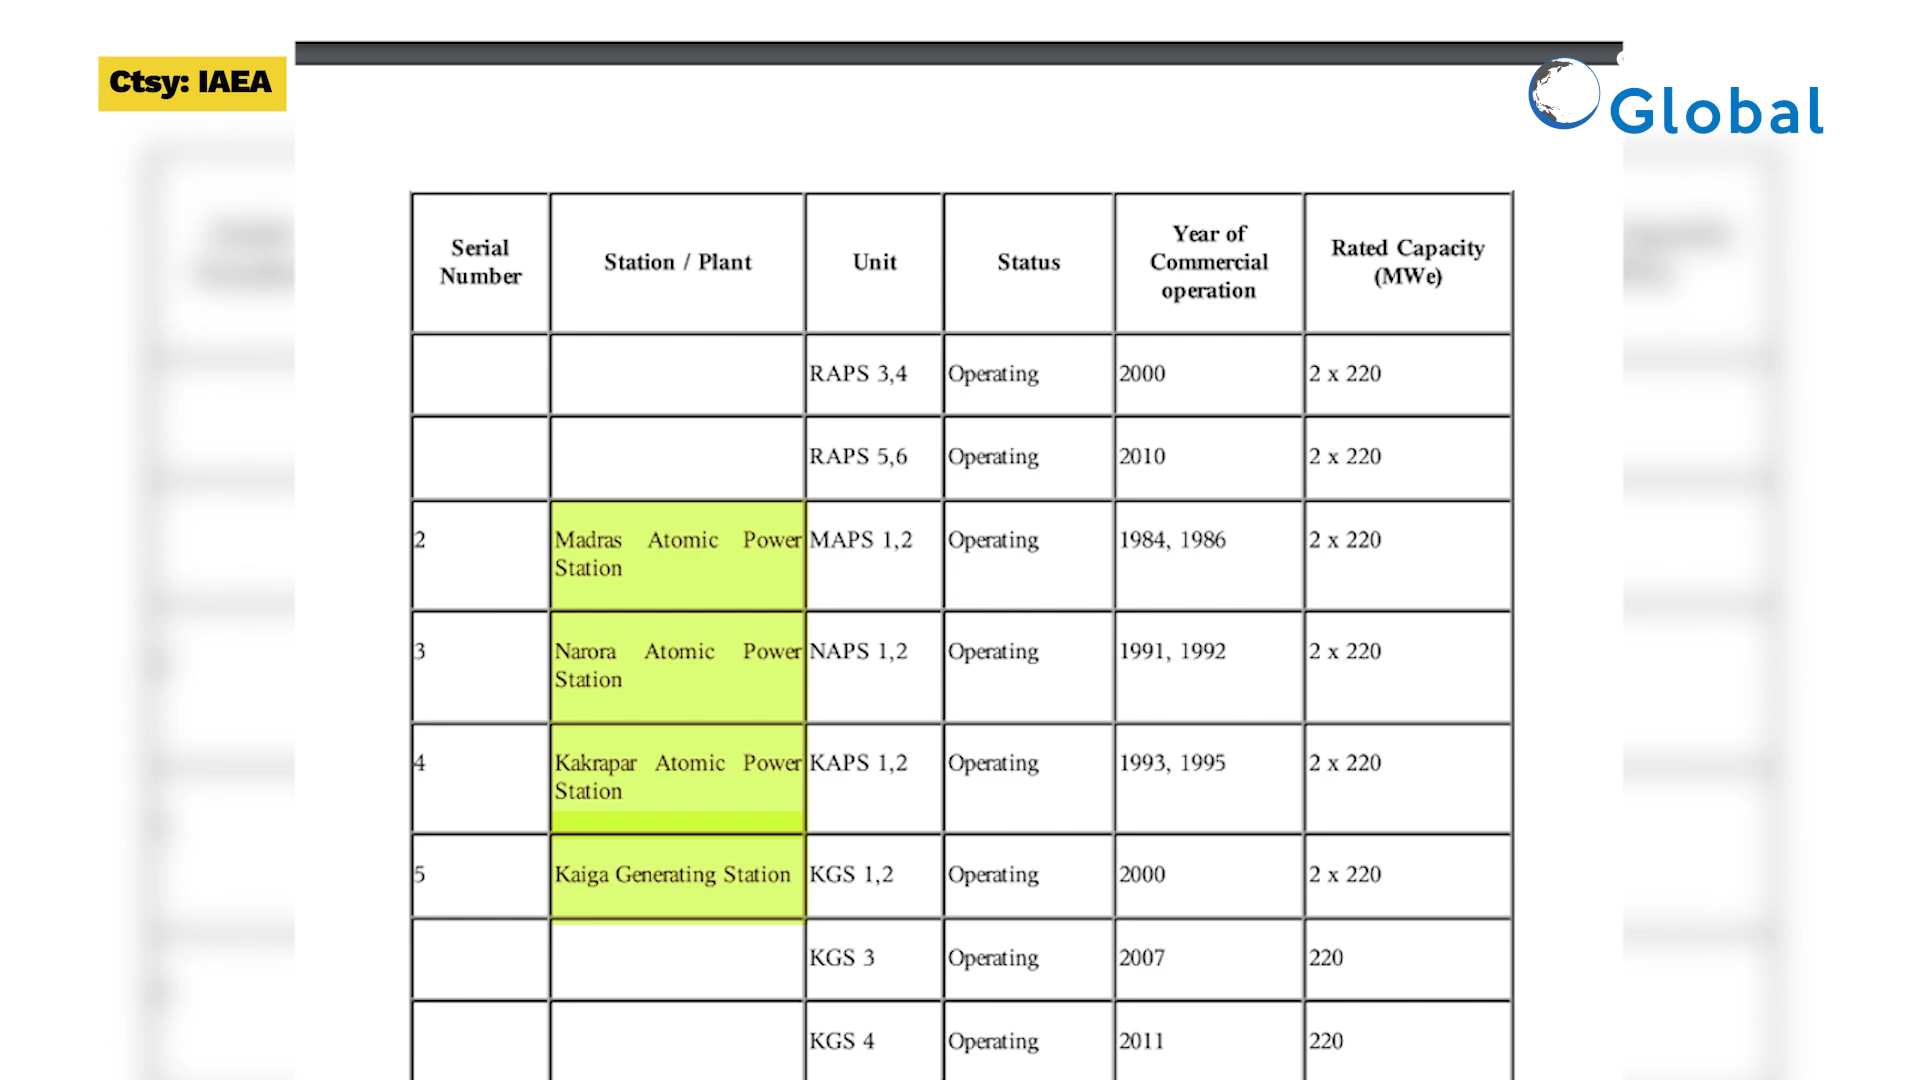 Ctsy: IAEA
Global
Serial Number
Station / Plant
Unit
Status
Year of Commercial operation
Rated Capacity (MWe)
RAPS 3,4 Operating 2000 2 x 220
RAPS 5,6 Operating 2010 2 x 220
2 Madras Atomic Power Station MAPS 1,2 Operating 1984, 1986 2 x 220
3 Narora Atomic Power Station NAPS 1,2 Operating 1991, 1992 2 x 220
4 Kakrapar Atomic Power Station KAPS 1,2 Operating 1993, 1995 2 x 220
5 Kaiga Generating Station KGS 1,2 Operating 2000 2 x 220
KGS 3 Operating 2007 220
KGS 4 Operating 2011 220